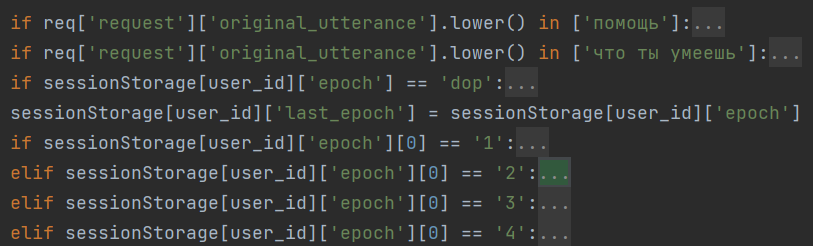 if req['request']['original_utterance'].lower() in ['помощь']:...
if req['request']['original_utterance'].lower() in ['что ты умеешь']:...
if sessionStorage[user_id]['epoch'] == 'dop':...
sessionStorage[user_id]['last_epoch'] = sessionStorage[user_id]['epoch']
if sessionStorage[user_id]['epoch'][0] == '1':...
elif sessionStorage[user_id]['epoch'][0] == '2':...
elif sessionStorage[user_id]['epoch'][0] == '3':...
elif sessionStorage[user_id]['epoch'][0] == '4':...